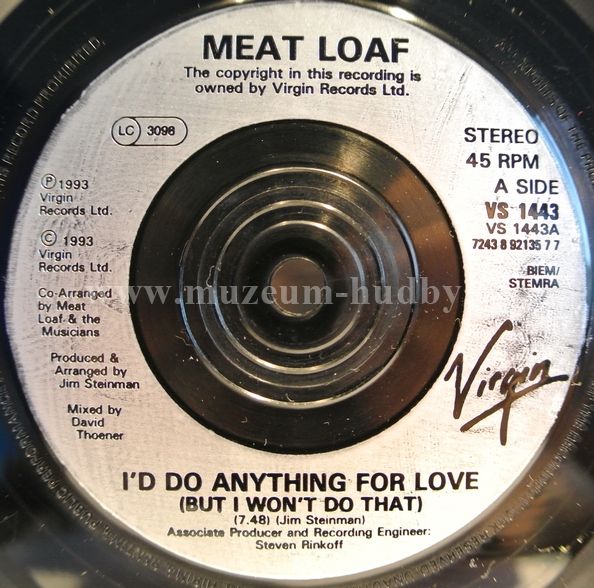 MEAT LOAF
The copyright in this recording is
owned by Virgin Records Ltd.
LC 3098
STEREO
45 RPM
A SIDE
VS 1443
VS 1443A
7243 8 92135 7 7
BIEM/
STEMRA
℗ 1993
Virgin
Records Ltd.
© 1993
Virgin
Records Ltd.
Co-Arranged
by Meat
Loaf & the
Musicians
Produced &
Arranged by
Jim Steinman
Mixed by
David
Thoener
www.muzeum-hudby
Virgin
I'D DO ANYTHING FOR LOVE
(BUT I WON'T DO THAT)
(7.48) (Jim Steinman)
Associate Producer and Recording Engineer:
Steven Rinkoff